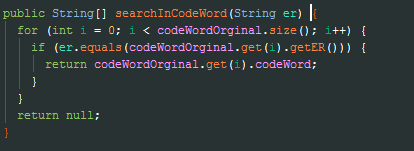 public String[] searchInCodeWord(String er) {
for (int i = 0; i < codeWordOrginal.size(); i++) {
if (er.equals(codeWordOrginal.get(i).getER())) {
return codeWordOrginal.get(i).codeWord;
}
}
return null;
}